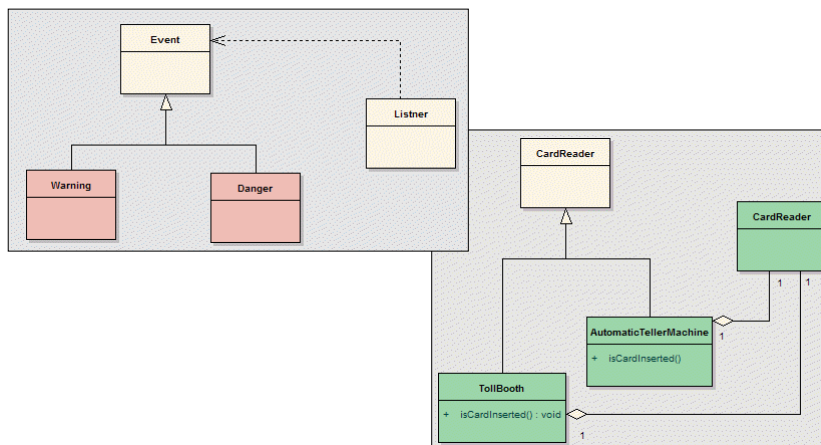 Event
Listner
Warning
Danger
CardReader
CardReader
1
1
AutomaticTellerMachine
+ isCardInserted()
1
TollBooth
+ isCardInserted() : void
1